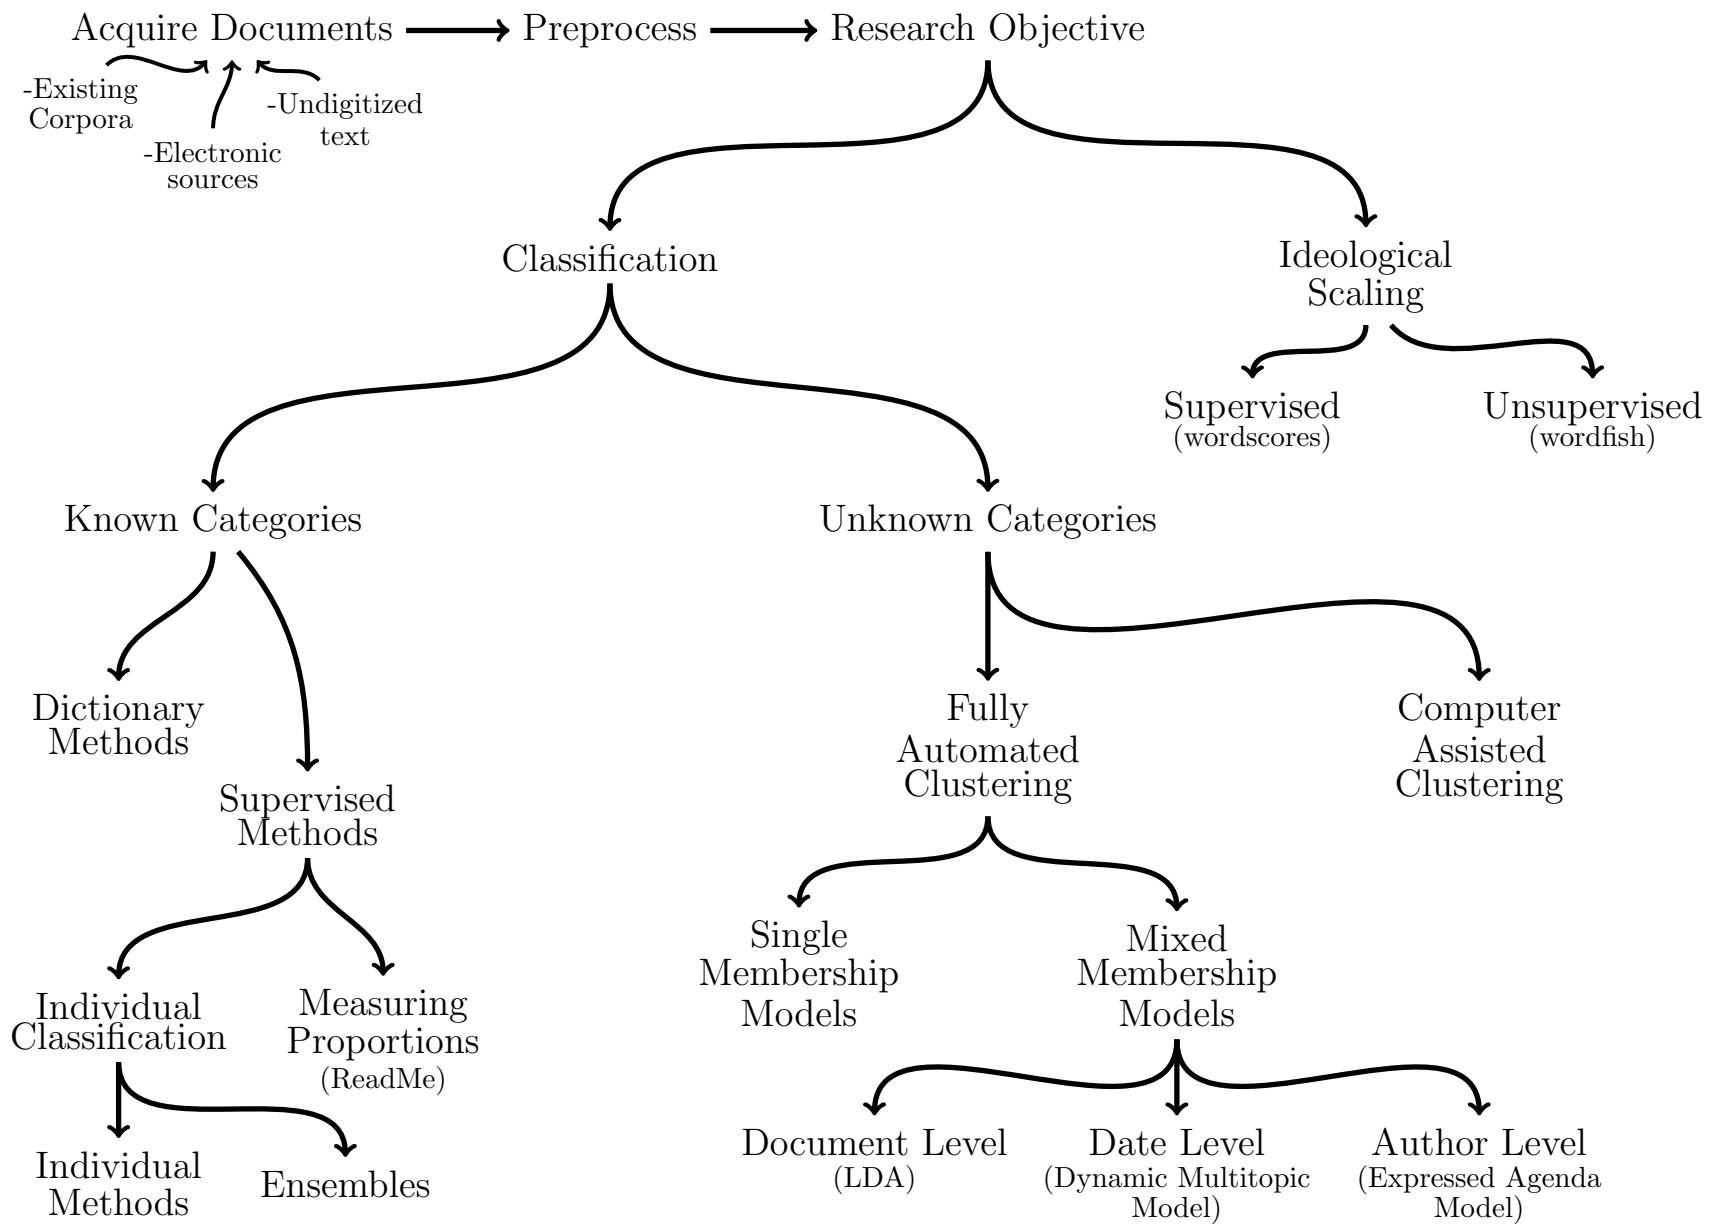 Acquire Documents
Preprocess
Research Objective
-Existing
Corpora
-Undigitized
text
-Electronic
sources
Classification
Ideological
Scaling
Supervised
(wordscores)
Unsupervised
(wordfish)
Known Categories
Unknown Categories
Dictionary
Methods
Fully
Automated
Clustering
Computer
Assisted
Clustering
Supervised
Methods
Single
Membership
Models
Mixed
Membership
Models
Individual
Classification
Measuring
Proportions
(ReadMe)
Individual
Methods
Ensembles
Document Level
(LDA)
Date Level
(Dynamic Multitopic
Model)
Author Level
(Expressed Agenda
Model)